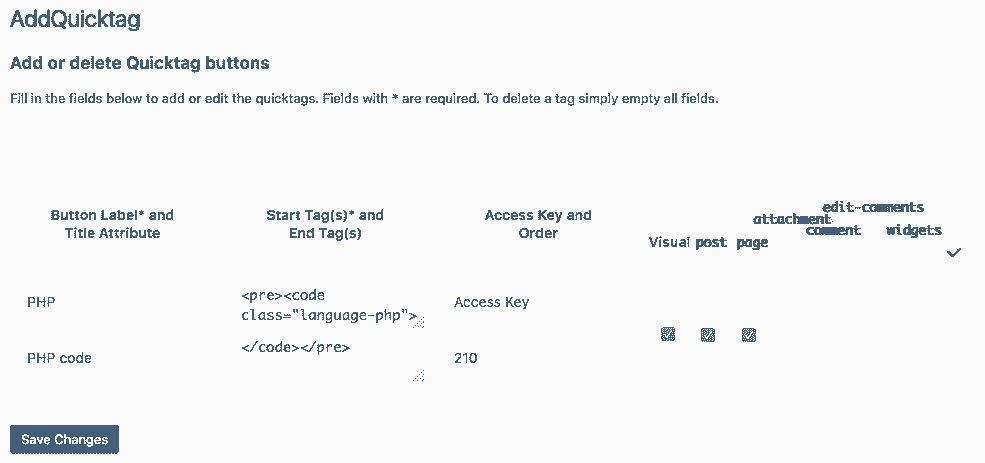 AddQuicktag
Add or delete Quicktag buttons
Fill in the fields below to add or edit the quicktags. Fields with * are required. To delete a tag simply empty all fields.
Button Label* and
Title Attribute
Start Tag(s)* and
End Tag(s)
Access Key and
Order
Visual post page attachment comment edit-comments widgets
PHP
<pre><code
class="language-php">
Access Key
PHP code
</code></pre>
210
Save Changes